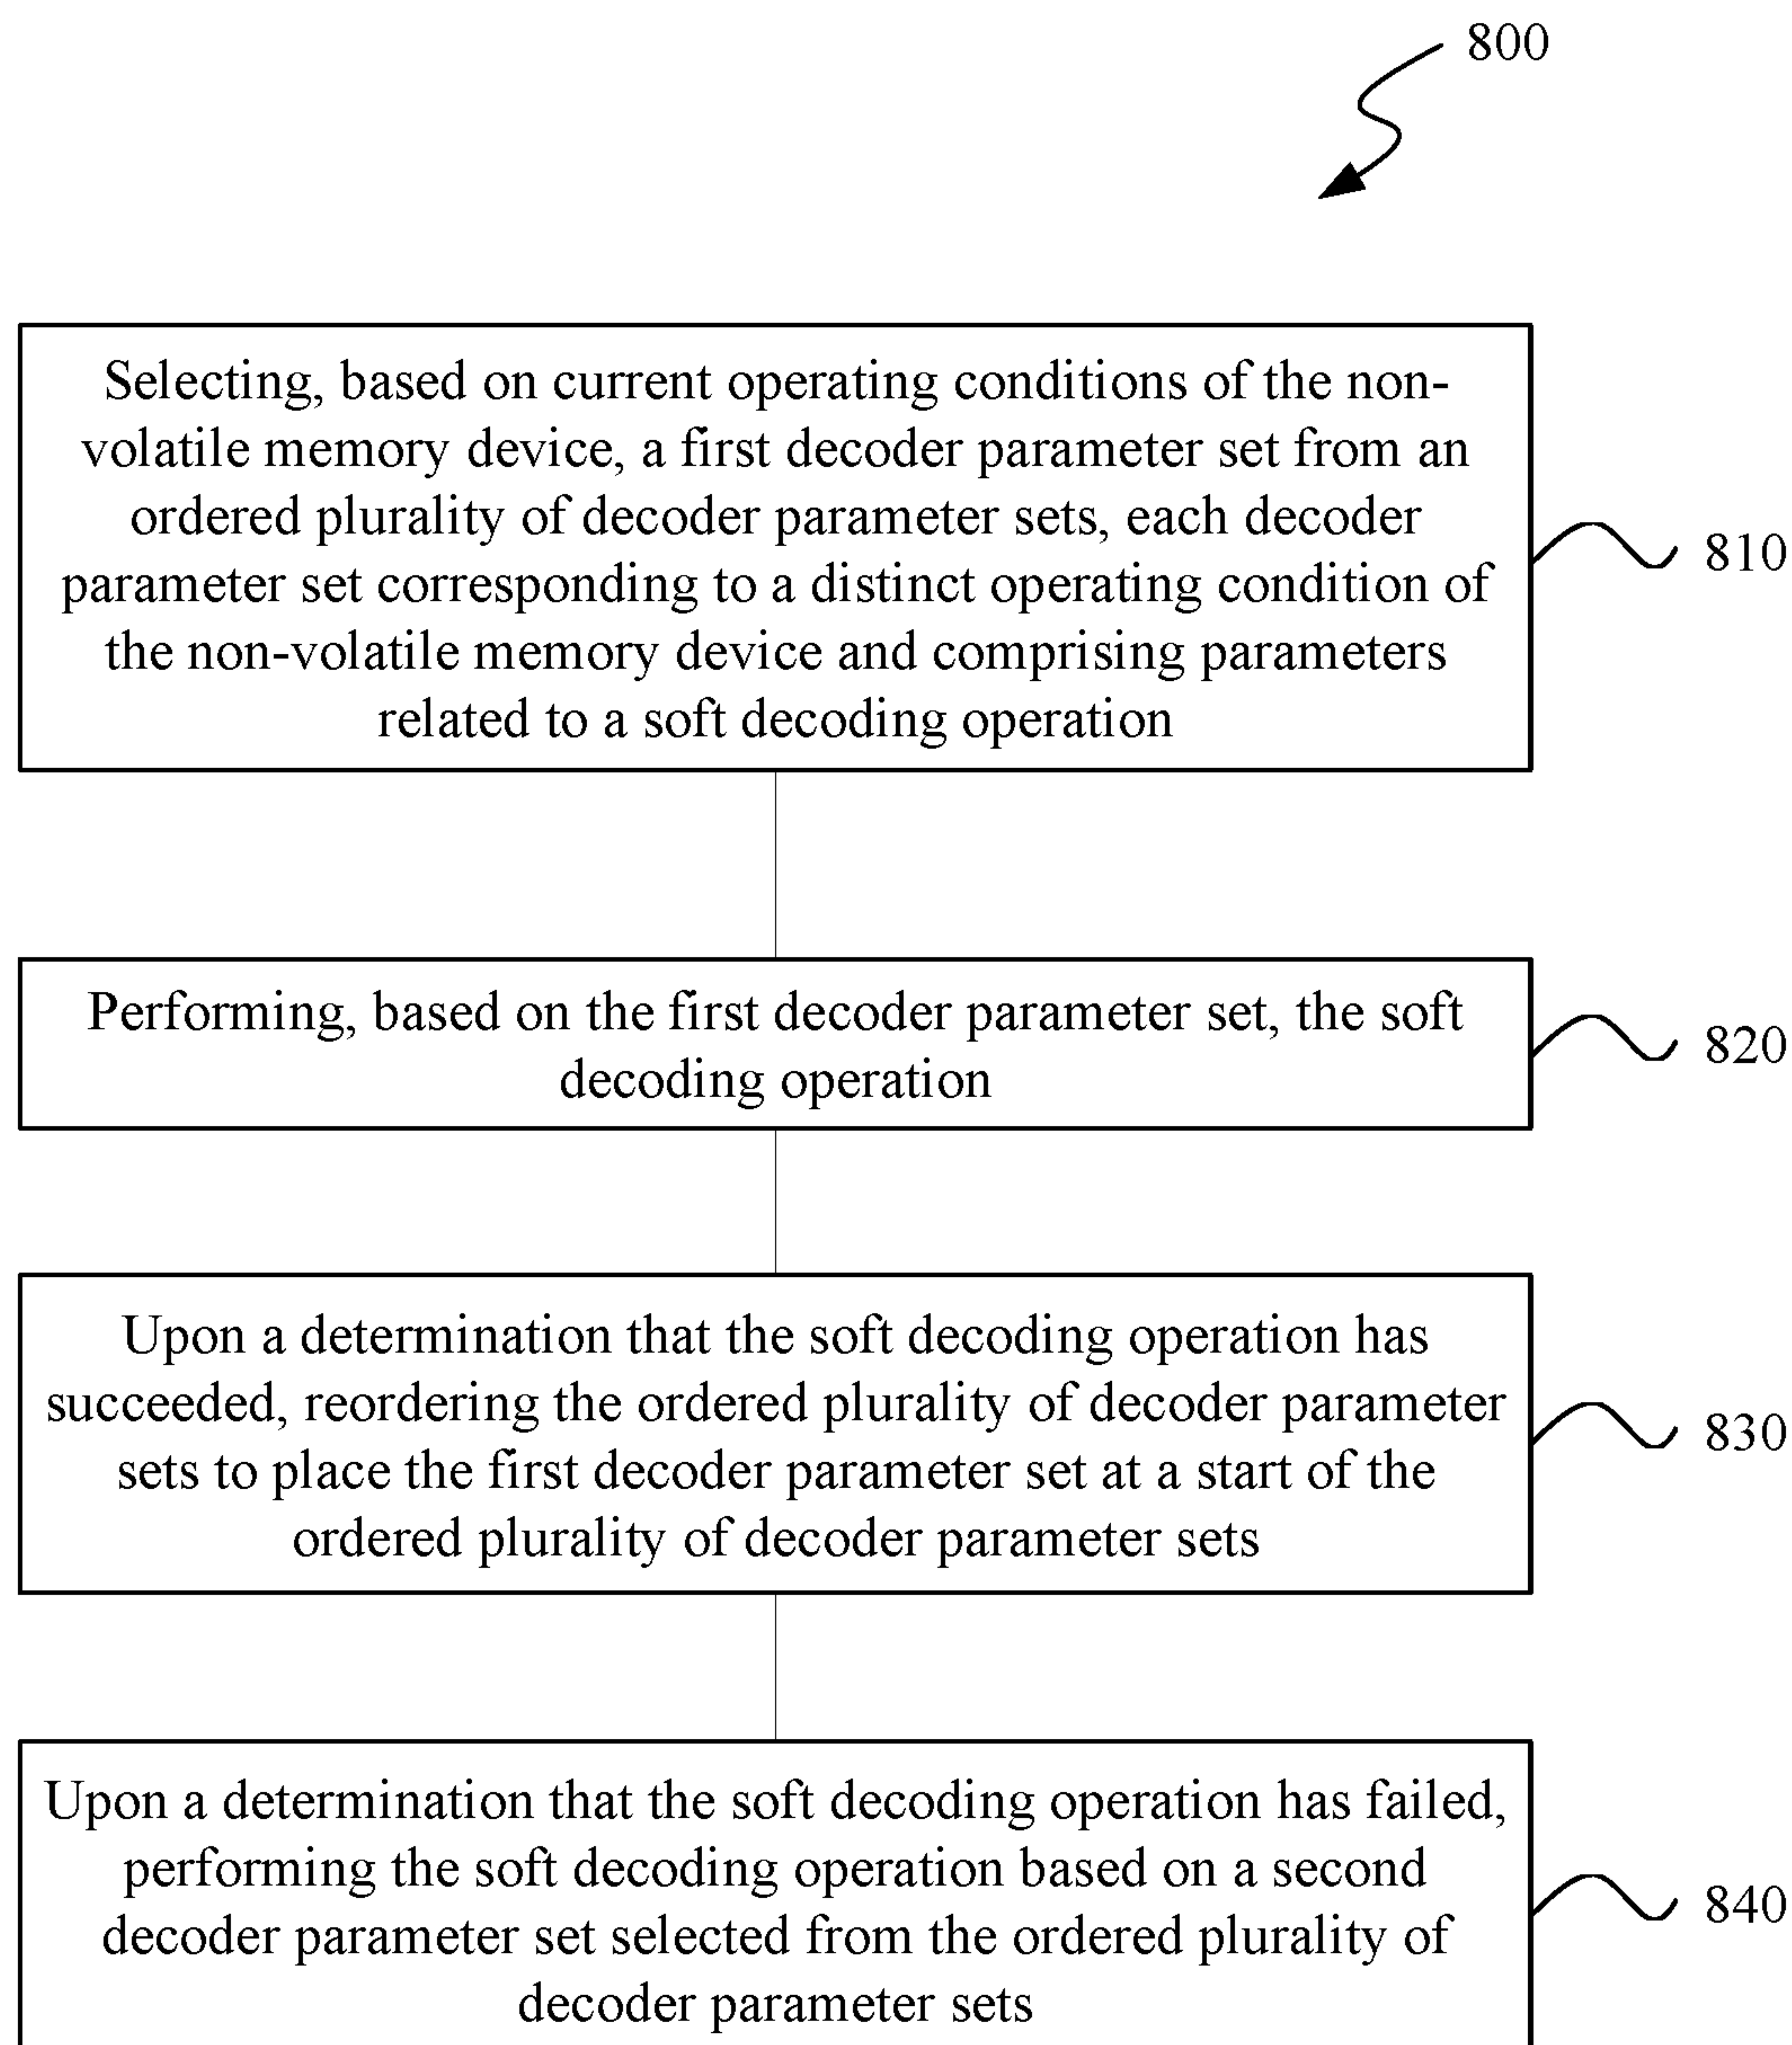 800
Selecting, based on current operating conditions of the non-
volatile memory device, a first decoder parameter set from an
ordered plurality of decoder parameter sets, each decoder
parameter set corresponding to a distinct operating condition of
the non-volatile memory device and comprising parameters
related to a soft decoding operation
810
Performing, based on the first decoder parameter set, the soft
decoding operation
820
Upon a determination that the soft decoding operation has
succeeded, reordering the ordered plurality of decoder parameter
sets to place the first decoder parameter set at a start of the
ordered plurality of decoder parameter sets
830
Upon a determination that the soft decoding operation has failed,
performing the soft decoding operation based on a second
decoder parameter set selected from the ordered plurality of
decoder parameter sets
840